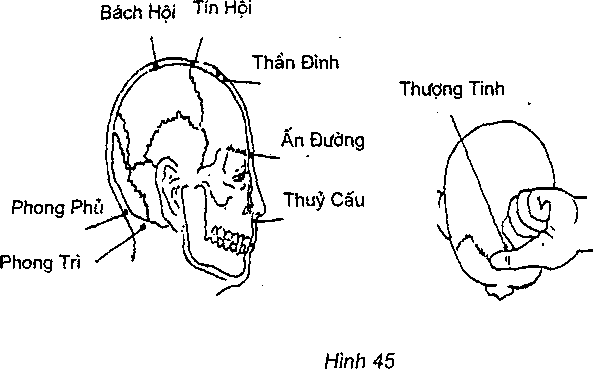 Bách Hội
Tín Hội
Thần Đình
Thượng Tinh
Ấn Đường
Thuỷ Cấu
Phong Phủ
Phong Trì
Hình 45